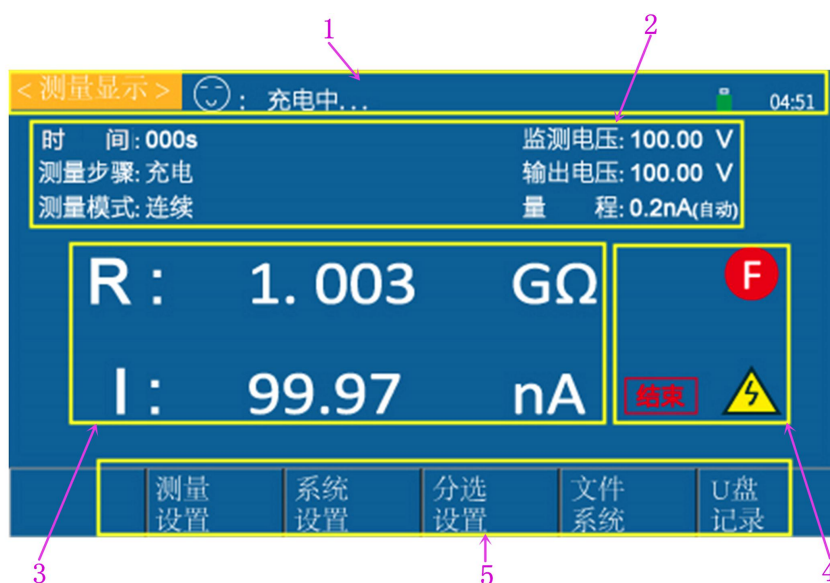 1
2
<测量显示> : 充电中... 04:51
时 间: 000s 监测电压: 100.00 V
测量步骤: 充电 输出电压: 100.00 V
测量模式: 连续 量 程: 0.2nA(自动)
R: 1.003 GΩ F
I: 99.97 nA 结束
测量 系统 分选 文件 U盘
设置 设置 设置 系统 记录
3
5
4